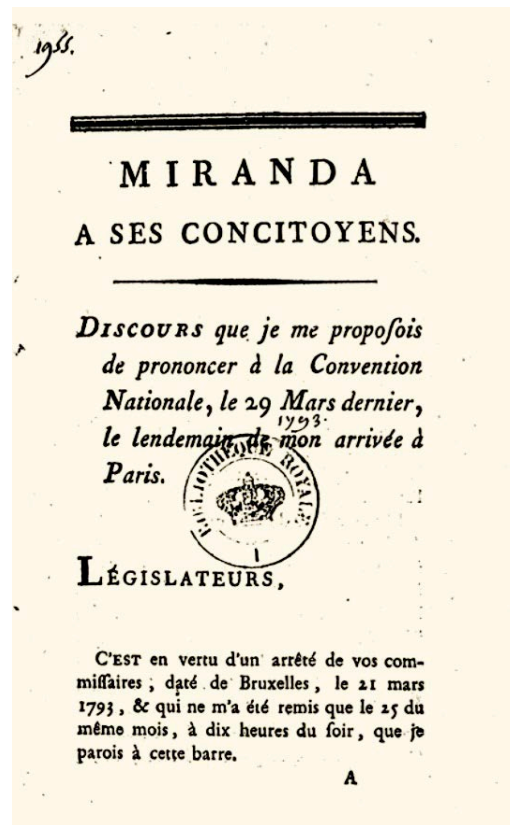 1955.
MIRANDA
A SES CONCITOYENS.
DISCOURS que je me propoſois
de prononcer à la Convention
Nationale, le 29 Mars dernier,
1793.
le lendemain de mon arrivée à
Paris.
BIBLIOTHEQUE ROYALE
I
LÉGISLATEURS,
C'EST en vertu d'un arrêté de vos com-
miſſaires, daté de Bruxelles, le 21 mars
1793, & qui ne m'a été remis que le 25 du
même mois, à dix heures du ſoir, que je
parois à cette barre.
A